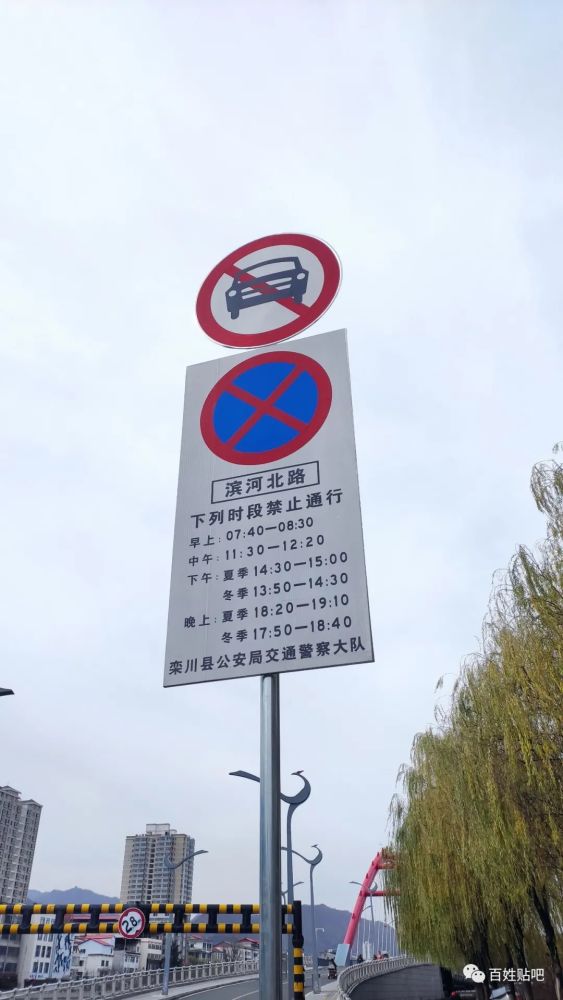 滨河北路
下列时段禁止通行
早上：07:40—08:30
中午：11:30—12:20
下午：夏季 14:30—15:00
冬季 13:50—14:30
晚上：夏季 18:20—19:10
冬季 17:50—18:40
栾川县公安局交通警察大队
2.8
百姓贴吧